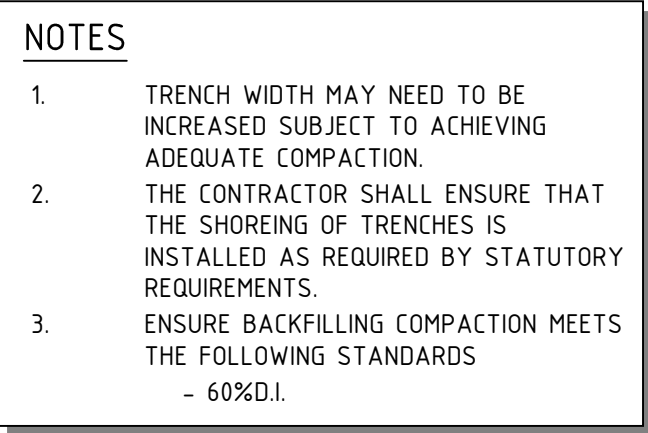 NOTES
1. TRENCH WIDTH MAY NEED TO BE
INCREASED SUBJECT TO ACHIEVING
ADEQUATE COMPACTION.
2. THE CONTRACTOR SHALL ENSURE THAT
THE SHOREING OF TRENCHES IS
INSTALLED AS REQUIRED BY STATUTORY
REQUIREMENTS.
3. ENSURE BACKFILLING COMPACTION MEETS
THE FOLLOWING STANDARDS
- 60%D.I.